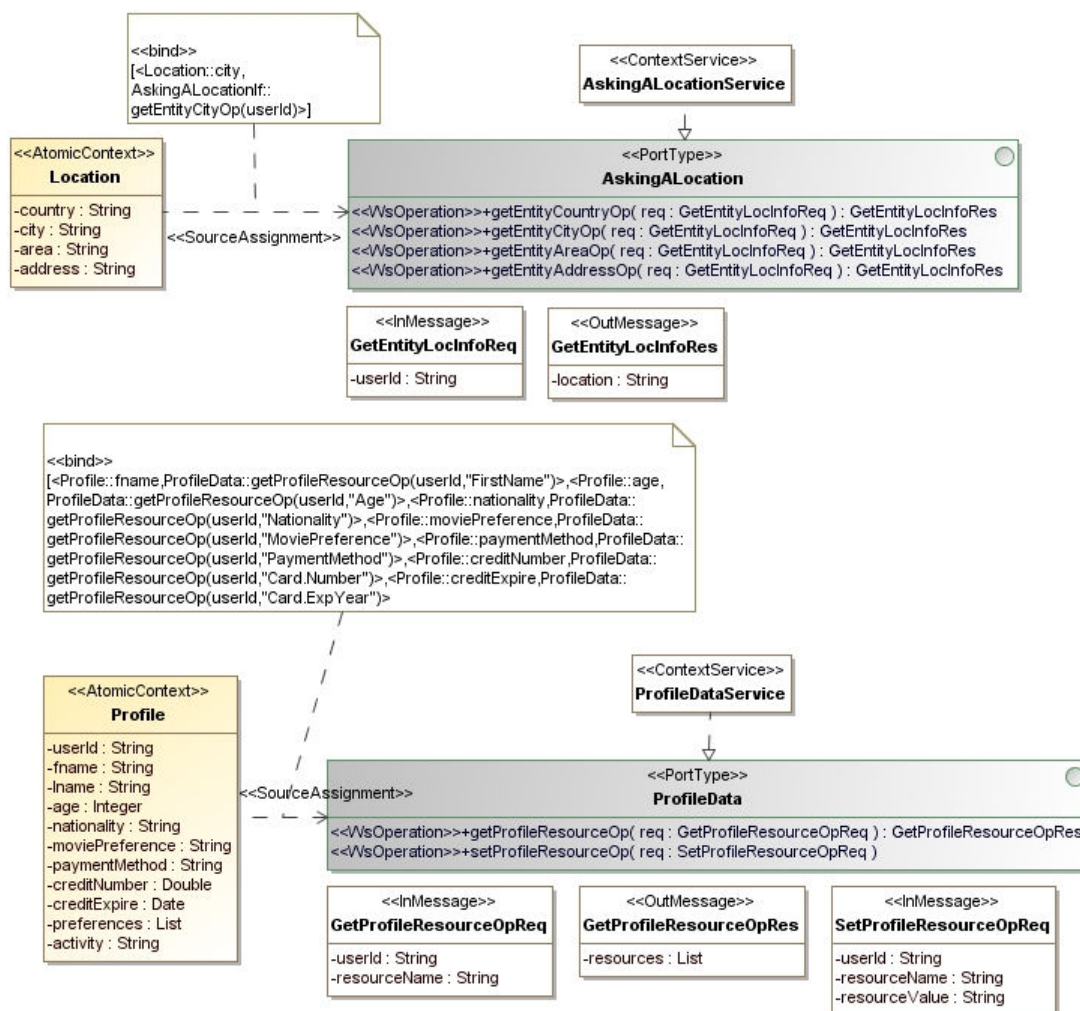 <<bind>>
[<Location::city,
AskingALocationIf::
getEntityCityOp(userId)>]
<<ContextService>>
AskingALocationService
<<AtomicContext>>
Location
-country : String
-city : String
-area : String
-address : String
<<SourceAssignment>>
<<PortType>>
AskingALocation
<<WsOperation>>+getEntityCountryOp( req : GetEntityLocInfoReq ) : GetEntityLocInfoRes
<<WsOperation>>+getEntityCityOp( req : GetEntityLocInfoReq ) : GetEntityLocInfoRes
<<WsOperation>>+getEntityAreaOp( req : GetEntityLocInfoReq ) : GetEntityLocInfoRes
<<WsOperation>>+getEntityAddressOp( req : GetEntityLocInfoReq ) : GetEntityLocInfoRes
<<InMessage>>
GetEntityLocInfoReq
-userId : String
<<OutMessage>>
GetEntityLocInfoRes
-location : String
<<bind>>
[<Profile::fname,ProfileData::getProfileResourceOp(userId,"FirstName")>,<Profile::age,
ProfileData::getProfileResourceOp(userId,"Age")>,<Profile::nationality,ProfileData::
getProfileResourceOp(userId,"Nationality")>,<Profile::moviePreference,ProfileData::
getProfileResourceOp(userId,"MoviePreference")>,<Profile::paymentMethod,ProfileData::
getProfileResourceOp(userId,"PaymentMethod")>,<Profile::creditNumber,ProfileData::
getProfileResourceOp(userId,"Card.Number")>,<Profile::creditExpire,ProfileData::
getProfileResourceOp(userId,"Card.ExpYear")>
<<ContextService>>
ProfileDataService
<<AtomicContext>>
Profile
-userId : String
-fname : String
-lname : String
-age : Integer
-nationality : String
-moviePreference : String
-paymentMethod : String
-creditNumber : Double
-creditExpire : Date
-preferences : List
-activity : String
<<SourceAssignment>>
<<PortType>>
ProfileData
<<WsOperation>>+getProfileResourceOp( req : GetProfileResourceOpReq ) : GetProfileResourceOpRes
<<WsOperation>>+setProfileResourceOp( req : SetProfileResourceOpReq )
<<InMessage>>
GetProfileResourceOpReq
-userId : String
-resourceName : String
<<OutMessage>>
GetProfileResourceOpRes
-resources : List
<<InMessage>>
SetProfileResourceOpReq
-userId : String
-resourceName : String
-resourceValue : String